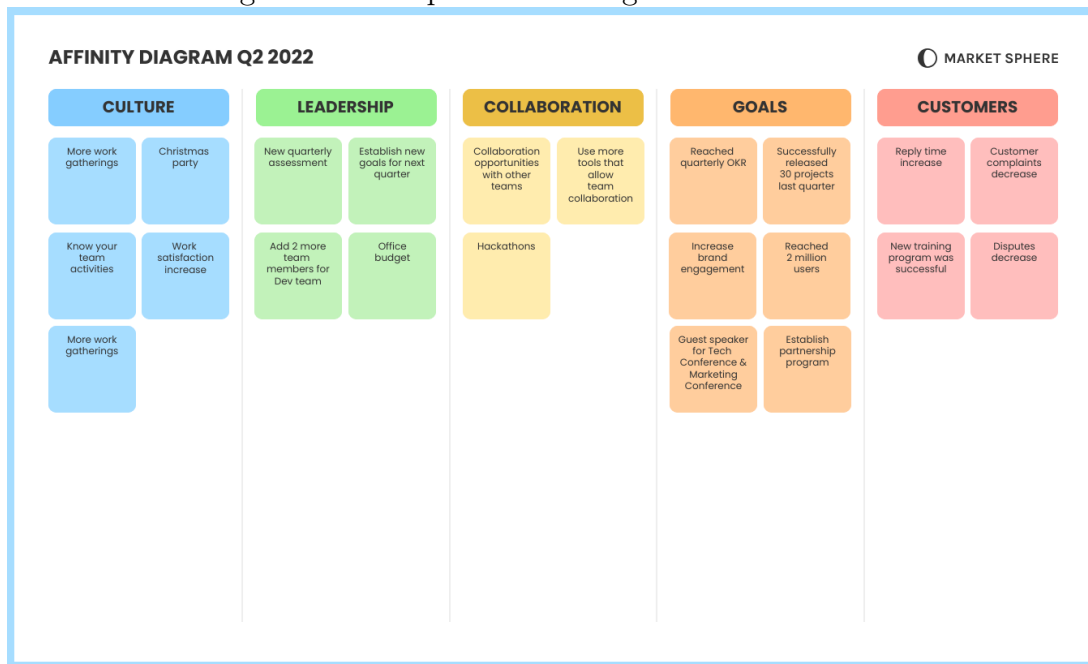 AFFINITY DIAGRAM Q2 2022
MARKET SPHERE
CULTURE
More work
gatherings
Christmas
party
Know your
team
activities
Work
satisfaction
increase
More work
gatherings
LEADERSHIP
New quarterly
assessment
Establish new
goals for next
quarter
Add 2 more
team
members for
Dev team
Office
budget
COLLABORATION
Collaboration
opportunities
with other
teams
Use more
tools that
allow
team
collaboration
Hackathons
GOALS
Reached
quarterly OKR
Successfully
released
30 projects
last quarter
Increase
brand
engagement
Reached
2 million
users
Guest speaker
for Tech
Conference &
Marketing
Conference
Establish
partnership
program
CUSTOMERS
Reply time
increase
Customer
complaints
decrease
New training
program was
successful
Disputes
decrease